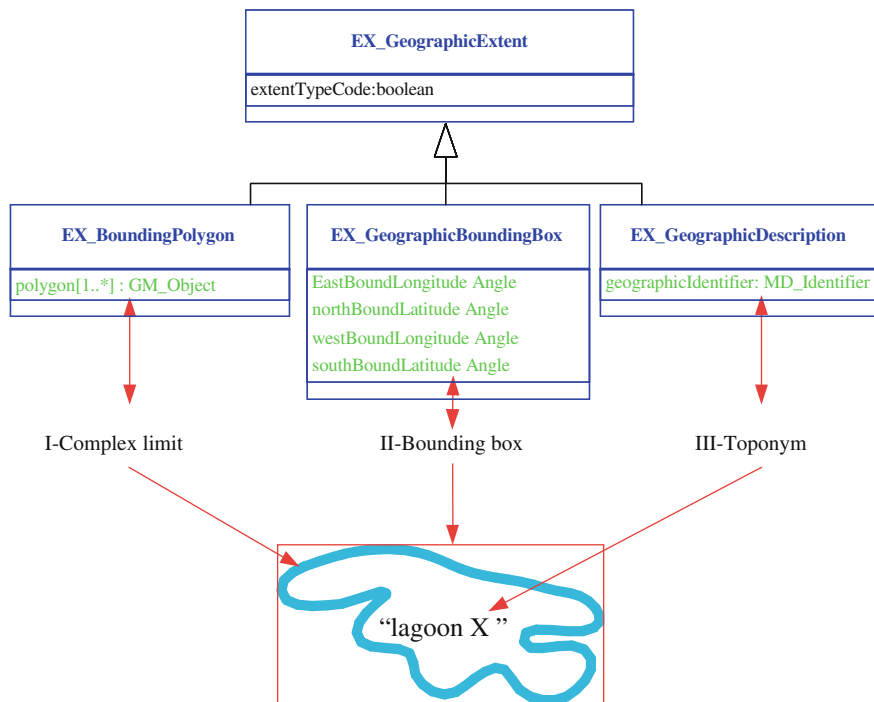 EX_GeographicExtent
extentTypeCode:boolean
EX_BoundingPolygon
polygon[1..*] : GM_Object
EX_GeographicBoundingBox
EastBoundLongitude Angle
northBoundLatitude Angle
westBoundLongitude Angle
southBoundLatitude Angle
EX_GeographicDescription
geographicIdentifier: MD_Identifier
I-Complex limit
II-Bounding box
III-Toponym
“lagoon X ”